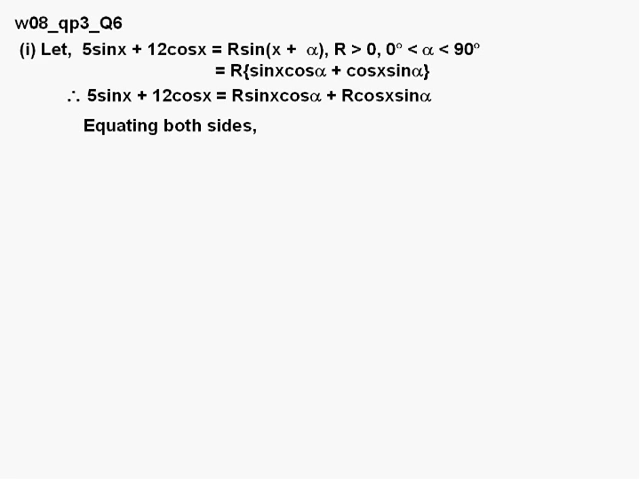 w08_qp3_Q6
(i) Let, 5sinx + 12cosx = Rsin(x + α), R > 0, 0° < α < 90°
= R{sinxcosα + cosxsinα}
∴ 5sinx + 12cosx = Rsinxcosα + Rcosxsinα
Equating both sides,